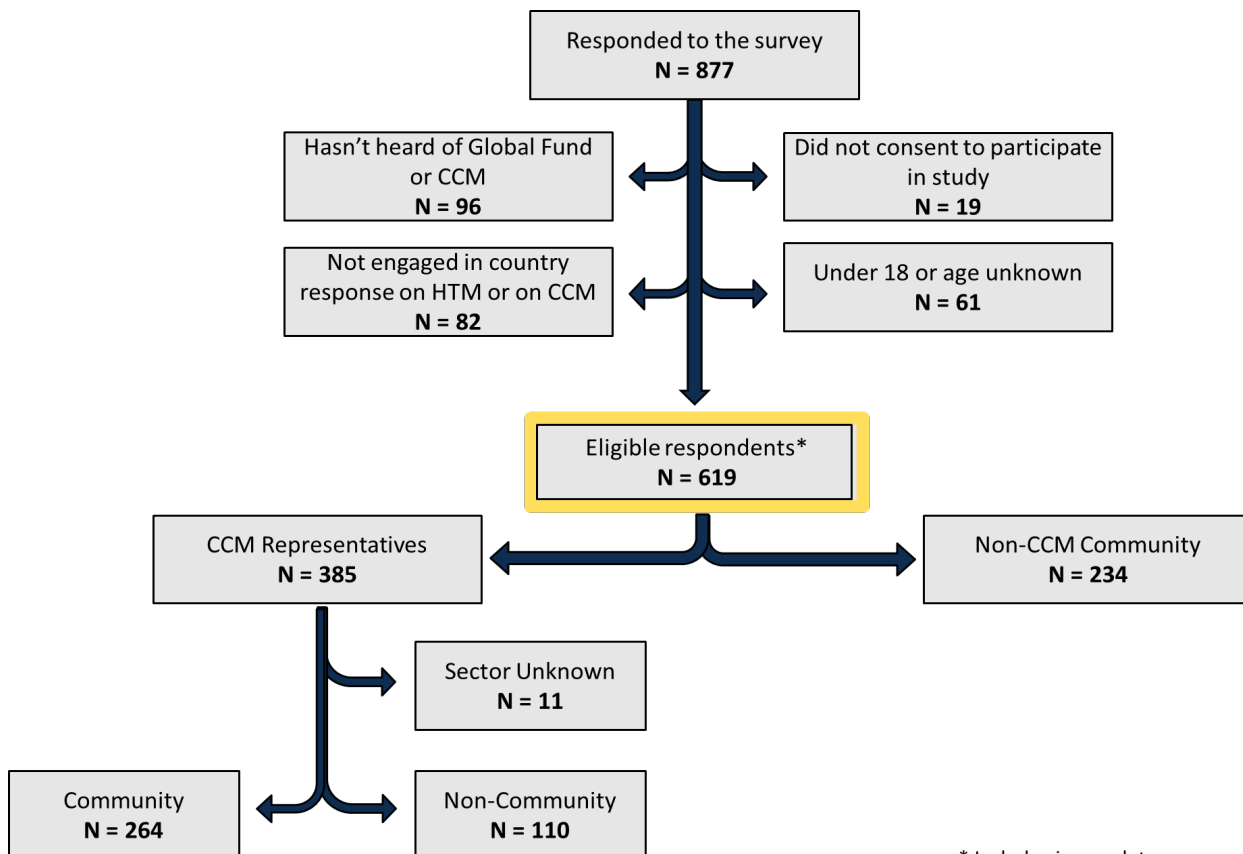 Responded to the survey
N = 877
Hasn't heard of Global Fund
or CCM
N = 96
Did not consent to participate
in study
N = 19
Not engaged in country
response on HTM or on CCM
N = 82
Under 18 or age unknown
N = 61
Eligible respondents*
N = 619
CCM Representatives
N = 385
Non-CCM Community
N = 234
Sector Unknown
N = 11
Community
N = 264
Non-Community
N = 110